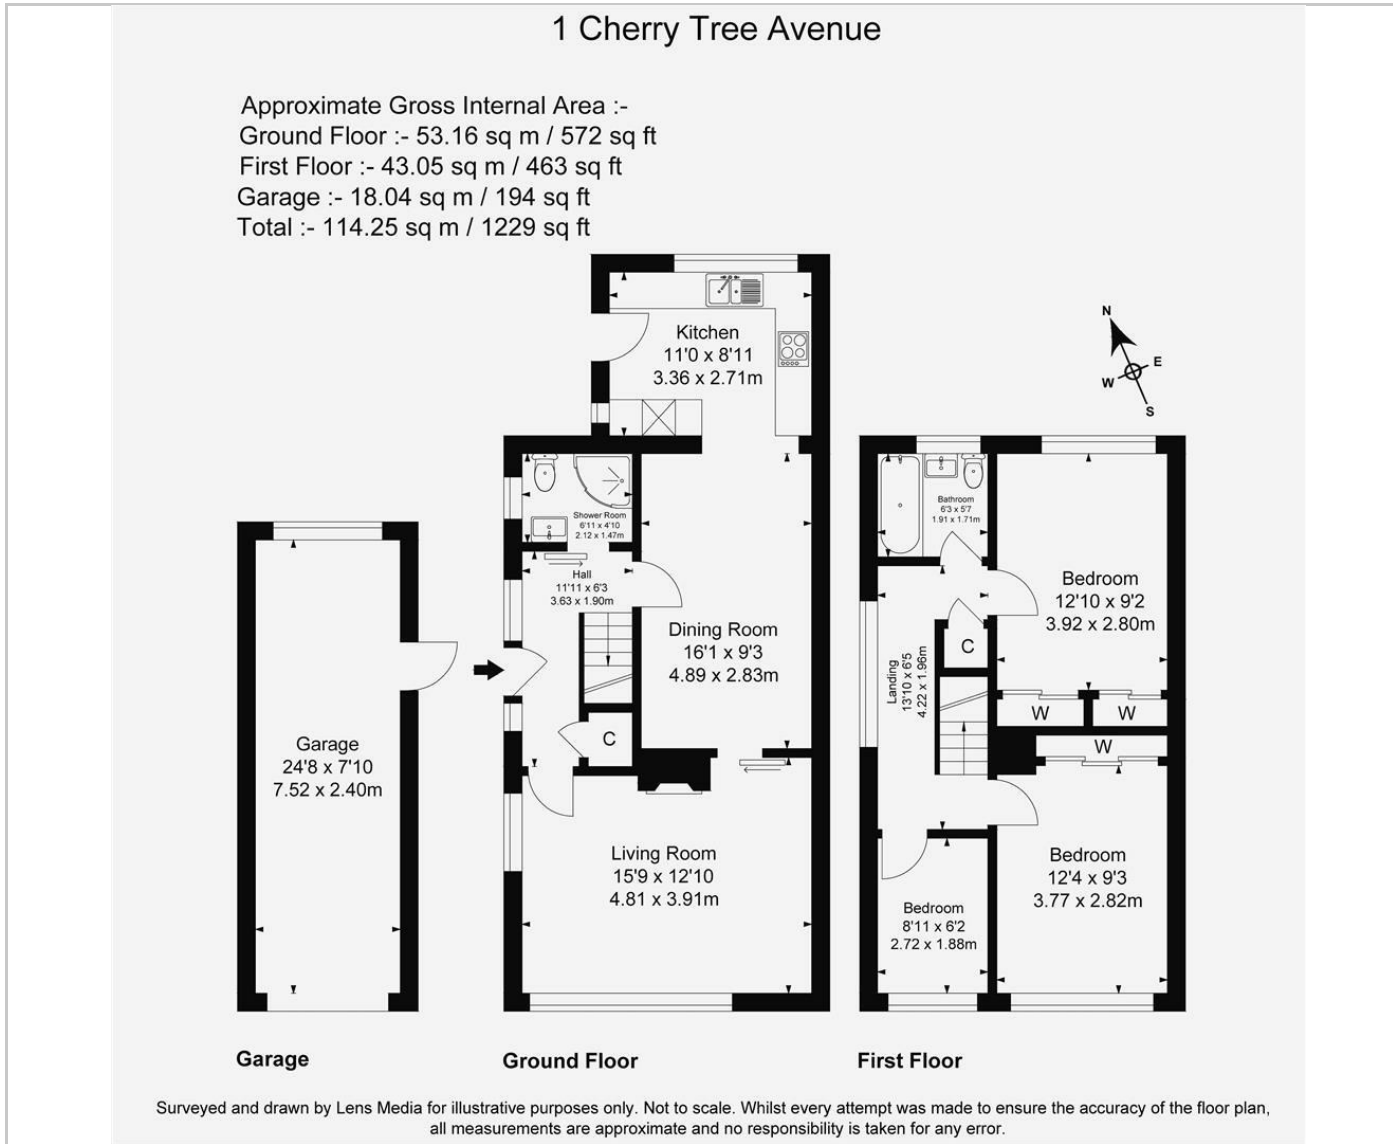 1 Cherry Tree Avenue
Approximate Gross Internal Area :-
Ground Floor :- 53.16 sq m / 572 sq ft
First Floor :- 43.05 sq m / 463 sq ft
Garage :- 18.04 sq m / 194 sq ft
Total :- 114.25 sq m / 1229 sq ft
Kitchen
11'0 x 8'11
3.36 x 2.71m
N
E
W
S
Shower Room
6'11 x 4'10
2.12 x 1.47m
Hall
11'11 x 6'3
3.63 x 1.90m
Dining Room
16'1 x 9'3
4.89 x 2.83m
C
Living Room
15'9 x 12'10
4.81 x 3.91m
Garage
24'8 x 7'10
7.52 x 2.40m
Bathroom
6'3 x 5'7
1.91 x 1.71m
Bedroom
12'10 x 9'2
3.92 x 2.80m
C
Landing
13'10 x 6'5
4.22 x 1.96m
W
W
W
Bedroom
12'4 x 9'3
3.77 x 2.82m
Bedroom
8'11 x 6'2
2.72 x 1.88m
Garage
Ground Floor
First Floor
Surveyed and drawn by Lens Media for illustrative purposes only. Not to scale. Whilst every attempt was made to ensure the accuracy of the floor plan,
all measurements are approximate and no responsibility is taken for any error.